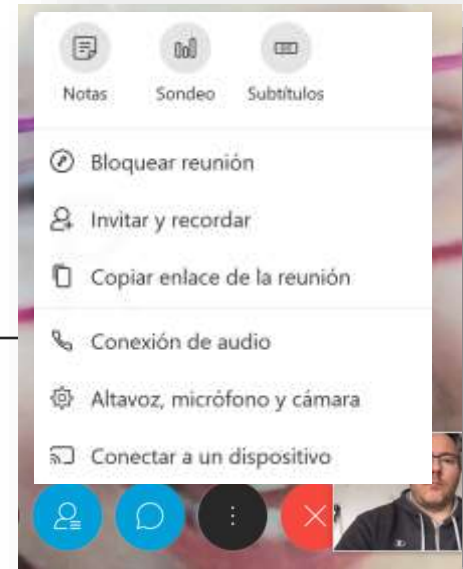 Notas Sondeo Subtítulos
Bloquear reunión
Invitar y recordar
Copiar enlace de la reunión
Conexión de audio
Altavoz, micrófono y cámara
Conectar a un dispositivo